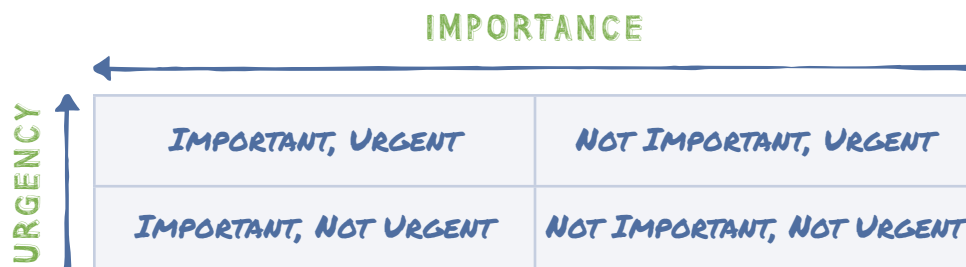 IMPORTANCE
URGENCY
IMPORTANT, URGENT
NOT IMPORTANT, URGENT
IMPORTANT, NOT URGENT
NOT IMPORTANT, NOT URGENT